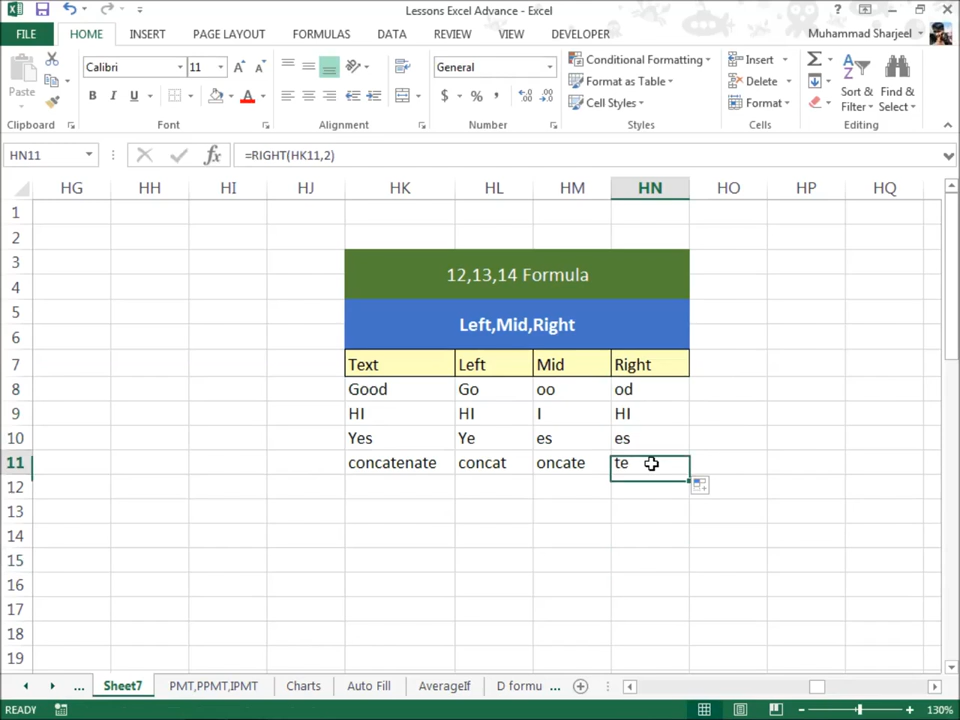 Lessons Excel Advance - Excel
FILE HOME INSERT PAGE LAYOUT FORMULAS DATA REVIEW VIEW DEVELOPER Muhammad Sharjeel
Paste
Calibri 11
B I U A
General
$ % ,
Conditional Formatting
Format as Table
Cell Styles
Insert
Delete
Format
Sort & Filter
Find & Select
Clipboard Font Alignment Number Styles Cells Editing
HN11 fx =RIGHT(HK11,2)
HG HH HI HJ HK HL HM HN HO HP HQ
1
2
3
12,13,14 Formula
4
5
Left,Mid,Right
6
7 Text Left Mid Right
8 Good Go oo od
9 HI HI I HI
10 Yes Ye es es
11 concatenate concat oncate te
12
13
14
15
16
17
18
19
... Sheet7 PMT,PPMT,IPMT Charts Auto Fill AverageIf D formu ...
READY 130%